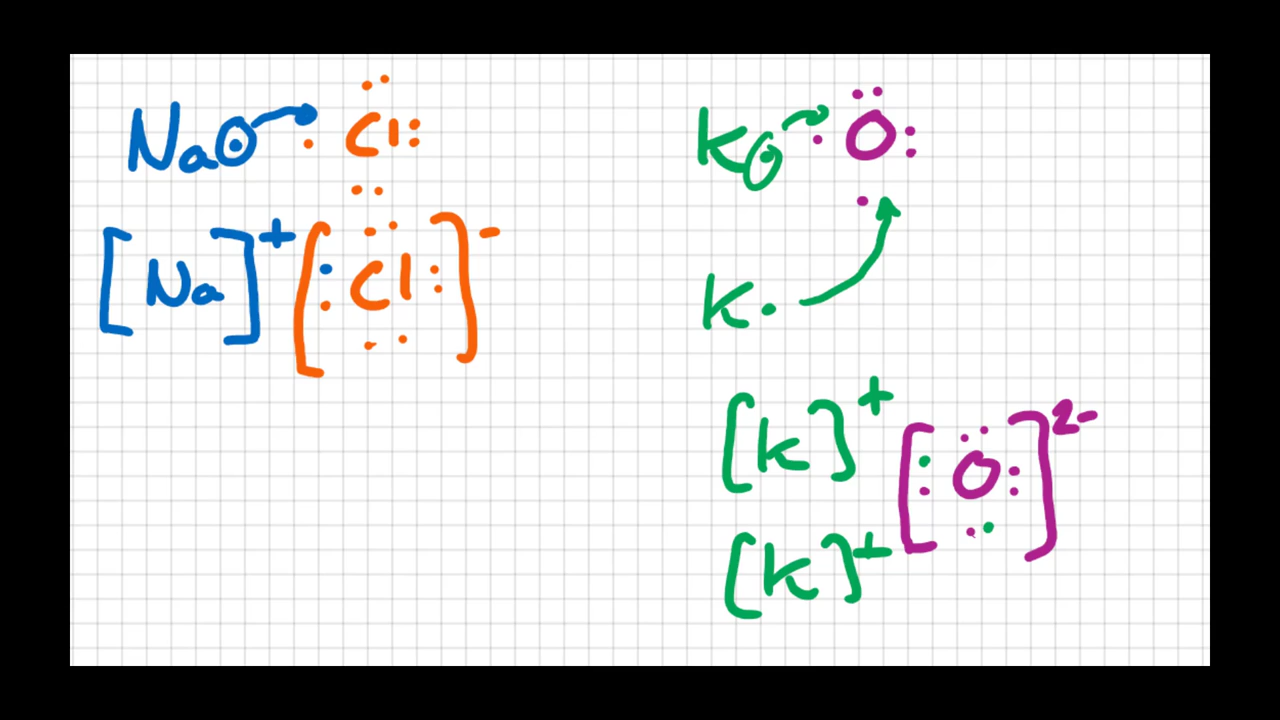 Na Cl
[Na]+ [Cl]-
K O
K
[K]+ [O]2-
[K]+